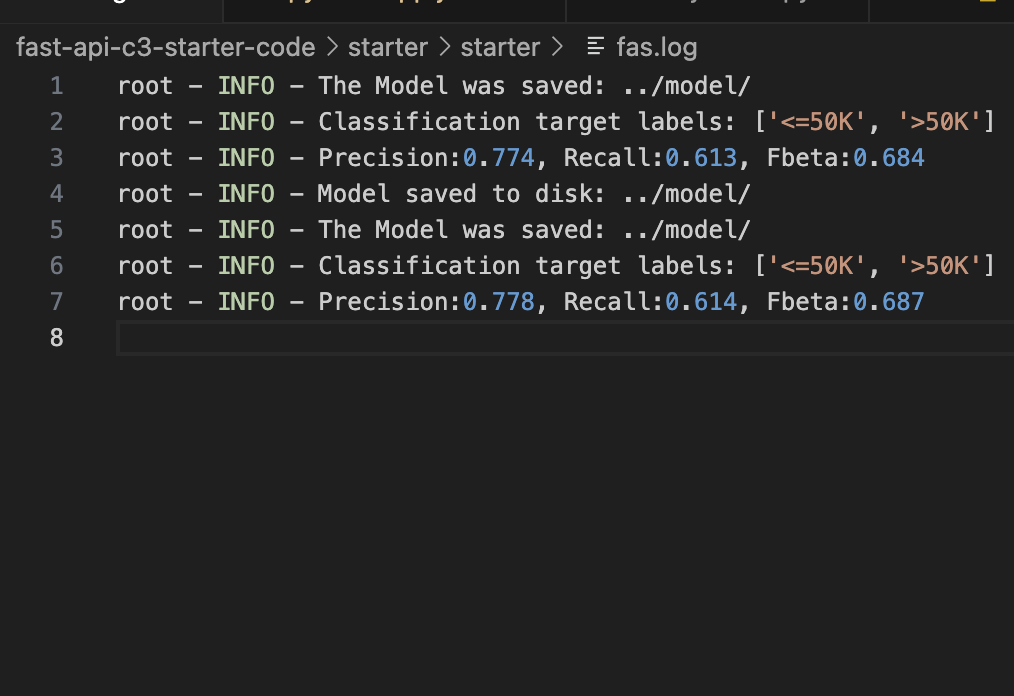 fast-api-c3-starter-code > starter > starter > fas.log
1 root - INFO - The Model was saved: ../model/
2 root - INFO - Classification target labels: ['<=50K', '>50K']
3 root - INFO - Precision:0.774, Recall:0.613, Fbeta:0.684
4 root - INFO - Model saved to disk: ../model/
5 root - INFO - The Model was saved: ../model/
6 root - INFO - Classification target labels: ['<=50K', '>50K']
7 root - INFO - Precision:0.778, Recall:0.614, Fbeta:0.687
8